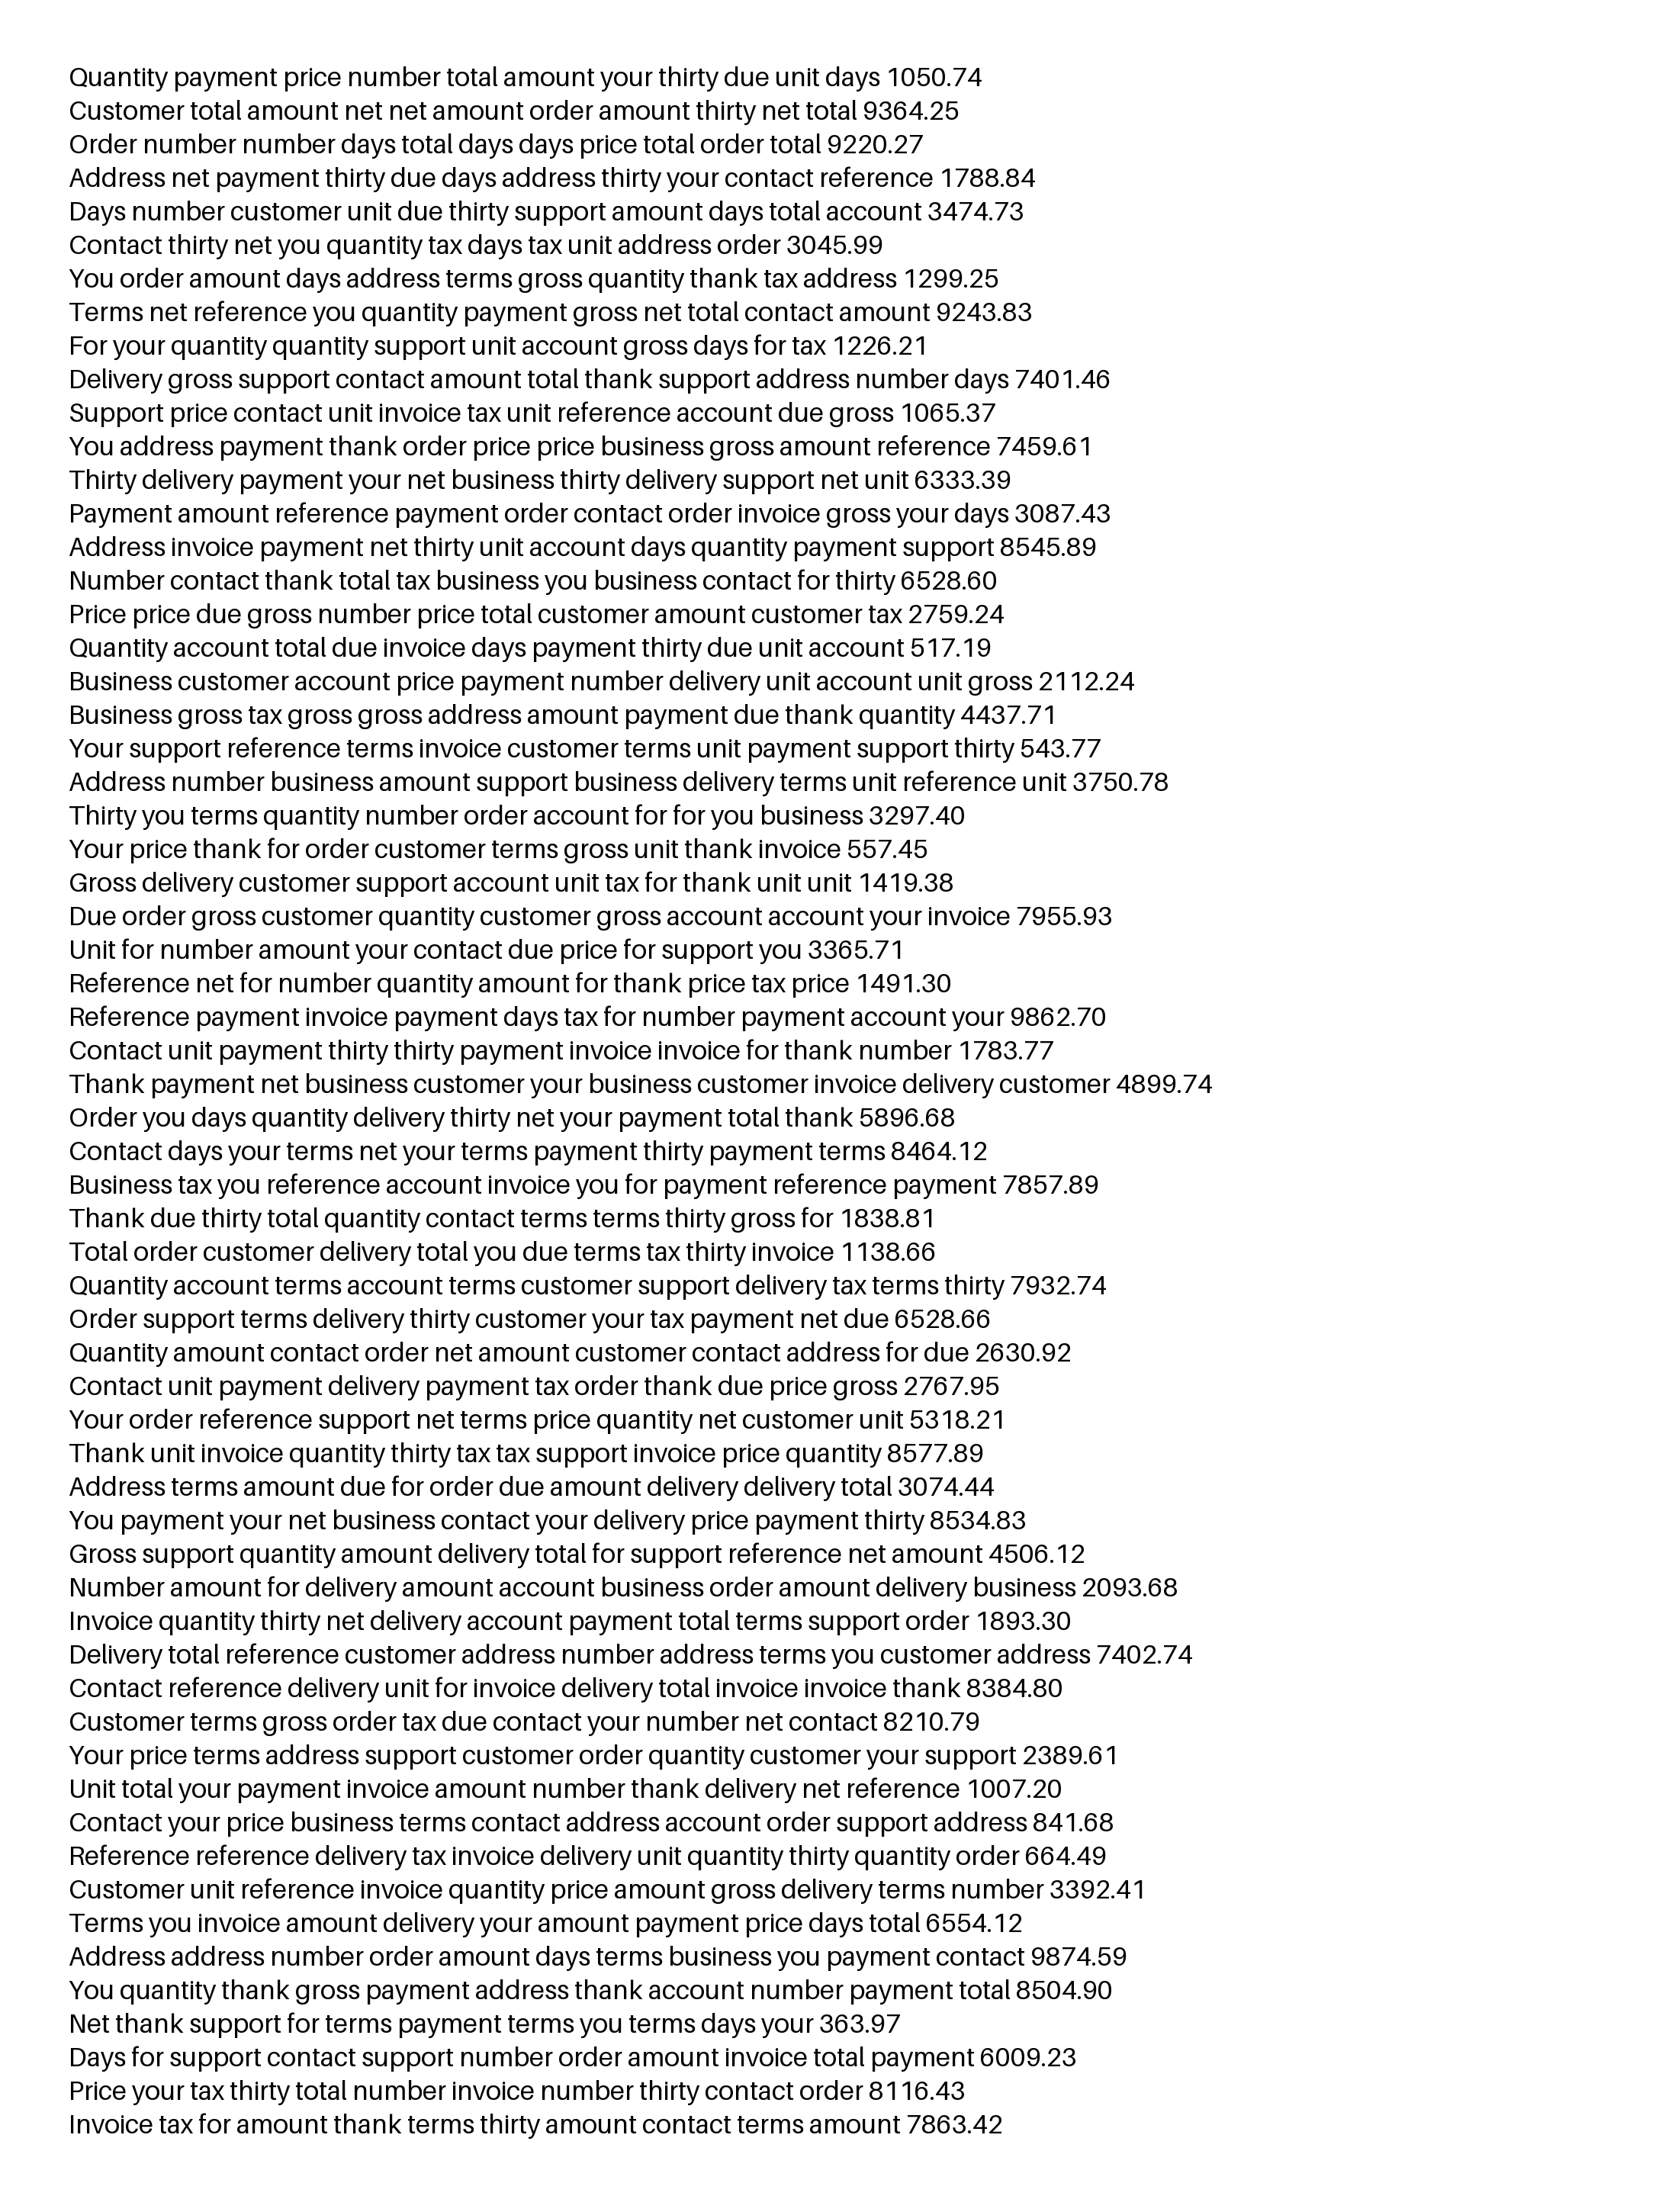 Quantity payment price number total amount your thirty due unit days 1050.74
Customer total amount net net amount order amount thirty net total 9364.25
Order number number days total days days price total order total 9220.27
Address net payment thirty due days address thirty your contact reference 1788.84
Days number customer unit due thirty support amount days total account 3474.73
Contact thirty net you quantity tax days tax unit address order 3045.99
You order amount days address terms gross quantity thank tax address 1299.25
Terms net reference you quantity payment gross net total contact amount 9243.83
For your quantity quantity support unit account gross days for tax 1226.21
Delivery gross support contact amount total thank support address number days 7401.46
Support price contact unit invoice tax unit reference account due gross 1065.37
You address payment thank order price price business gross amount reference 7459.61
Thirty delivery payment your net business thirty delivery support net unit 6333.39
Payment amount reference payment order contact order invoice gross your days 3087.43
Address invoice payment net thirty unit account days quantity payment support 8545.89
Number contact thank total tax business you business contact for thirty 6528.60
Price price due gross number price total customer amount customer tax 2759.24
Quantity account total due invoice days payment thirty due unit account 517.19
Business customer account price payment number delivery unit account unit gross 2112.24
Business gross tax gross gross address amount payment due thank quantity 4437.71
Your support reference terms invoice customer terms unit payment support thirty 543.77
Address number business amount support business delivery terms unit reference unit 3750.78
Thirty you terms quantity number order account for for you business 3297.40
Your price thank for order customer terms gross unit thank invoice 557.45
Gross delivery customer support account unit tax for thank unit unit 1419.38
Due order gross customer quantity customer gross account account your invoice 7955.93
Unit for number amount your contact due price for support you 3365.71
Reference net for number quantity amount for thank price tax price 1491.30
Reference payment invoice payment days tax for number payment account your 9862.70
Contact unit payment thirty thirty payment invoice invoice for thank number 1783.77
Thank payment net business customer your business customer invoice delivery customer 4899.74
Order you days quantity delivery thirty net your payment total thank 5896.68
Contact days your terms net your terms payment thirty payment terms 8464.12
Business tax you reference account invoice you for payment reference payment 7857.89
Thank due thirty total quantity contact terms terms thirty gross for 1838.81
Total order customer delivery total you due terms tax thirty invoice 1138.66
Quantity account terms account terms customer support delivery tax terms thirty 7932.74
Order support terms delivery thirty customer your tax payment net due 6528.66
Quantity amount contact order net amount customer contact address for due 2630.92
Contact unit payment delivery payment tax order thank due price gross 2767.95
Your order reference support net terms price quantity net customer unit 5318.21
Thank unit invoice quantity thirty tax tax support invoice price quantity 8577.89
Address terms amount due for order due amount delivery delivery total 3074.44
You payment your net business contact your delivery price payment thirty 8534.83
Gross support quantity amount delivery total for support reference net amount 4506.12
Number amount for delivery amount account business order amount delivery business 2093.68
Invoice quantity thirty net delivery account payment total terms support order 1893.30
Delivery total reference customer address number address terms you customer address 7402.74
Contact reference delivery unit for invoice delivery total invoice invoice thank 8384.80
Customer terms gross order tax due contact your number net contact 8210.79
Your price terms address support customer order quantity customer your support 2389.61
Unit total your payment invoice amount number thank delivery net reference 1007.20
Contact your price business terms contact address account order support address 841.68
Reference reference delivery tax invoice delivery unit quantity thirty quantity order 664.49
Customer unit reference invoice quantity price amount gross delivery terms number 3392.41
Terms you invoice amount delivery your amount payment price days total 6554.12
Address address number order amount days terms business you payment contact 9874.59
You quantity thank gross payment address thank account number payment total 8504.90
Net thank support for terms payment terms you terms days your 363.97
Days for support contact support number order amount invoice total payment 6009.23
Price your tax thirty total number invoice number thirty contact order 8116.43
Invoice tax for amount thank terms thirty amount contact terms amount 7863.42